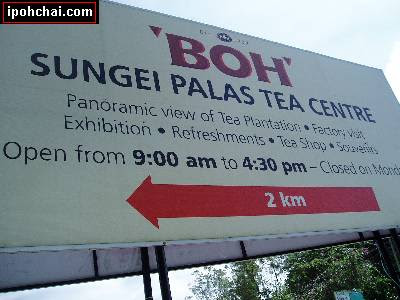 ipohchai.com
'BOH'
SUNGEI PALAS TEA CENTRE
Panoramic view of Tea Plantation • Factory visit
Exhibition • Refreshments • Tea Shop • Souvenirs
Open from 9:00 am to 4:30 pm – Closed on Mond
2 km